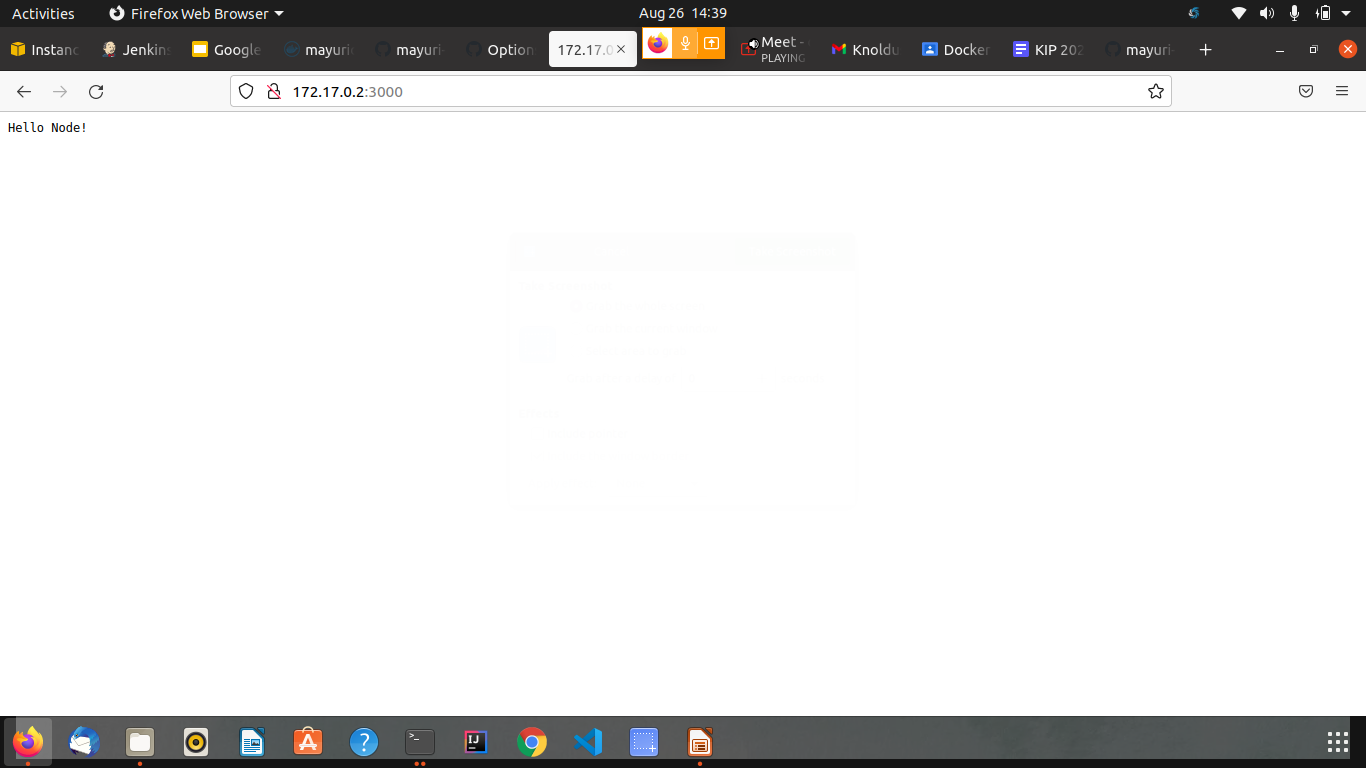 Activities Firefox Web Browser Aug 26 14:39
Instanc Jenkins Google mayuri mayuri- Option 172.17.0 Meet - Knoldu Docker KIP 202 mayuri-
PLAYING
172.17.0.2:3000
Hello Node!